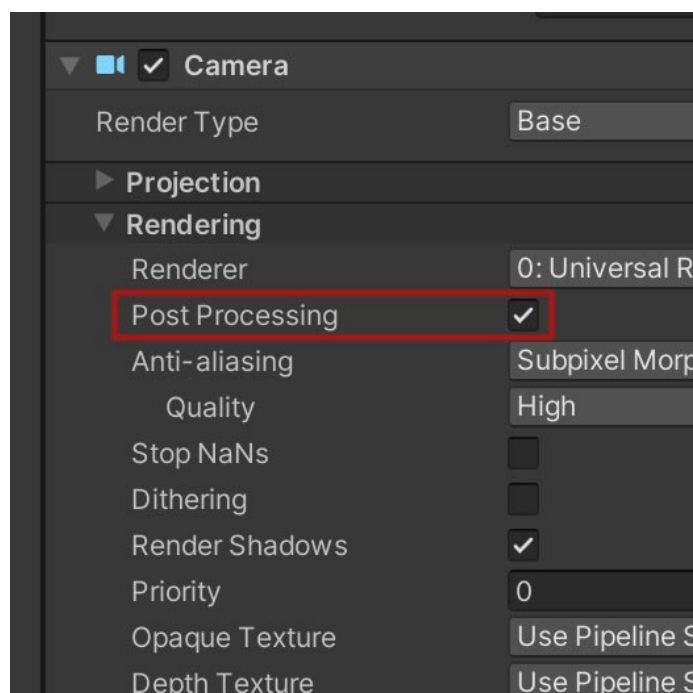 Camera
Render Type Base
Projection
Rendering
Renderer 0: Universal R
Post Processing
Anti-aliasing Subpixel Morp
Quality High
Stop NaNs
Dithering
Render Shadows
Priority 0
Opaque Texture Use Pipeline S
Depth Texture Use Pipeline S